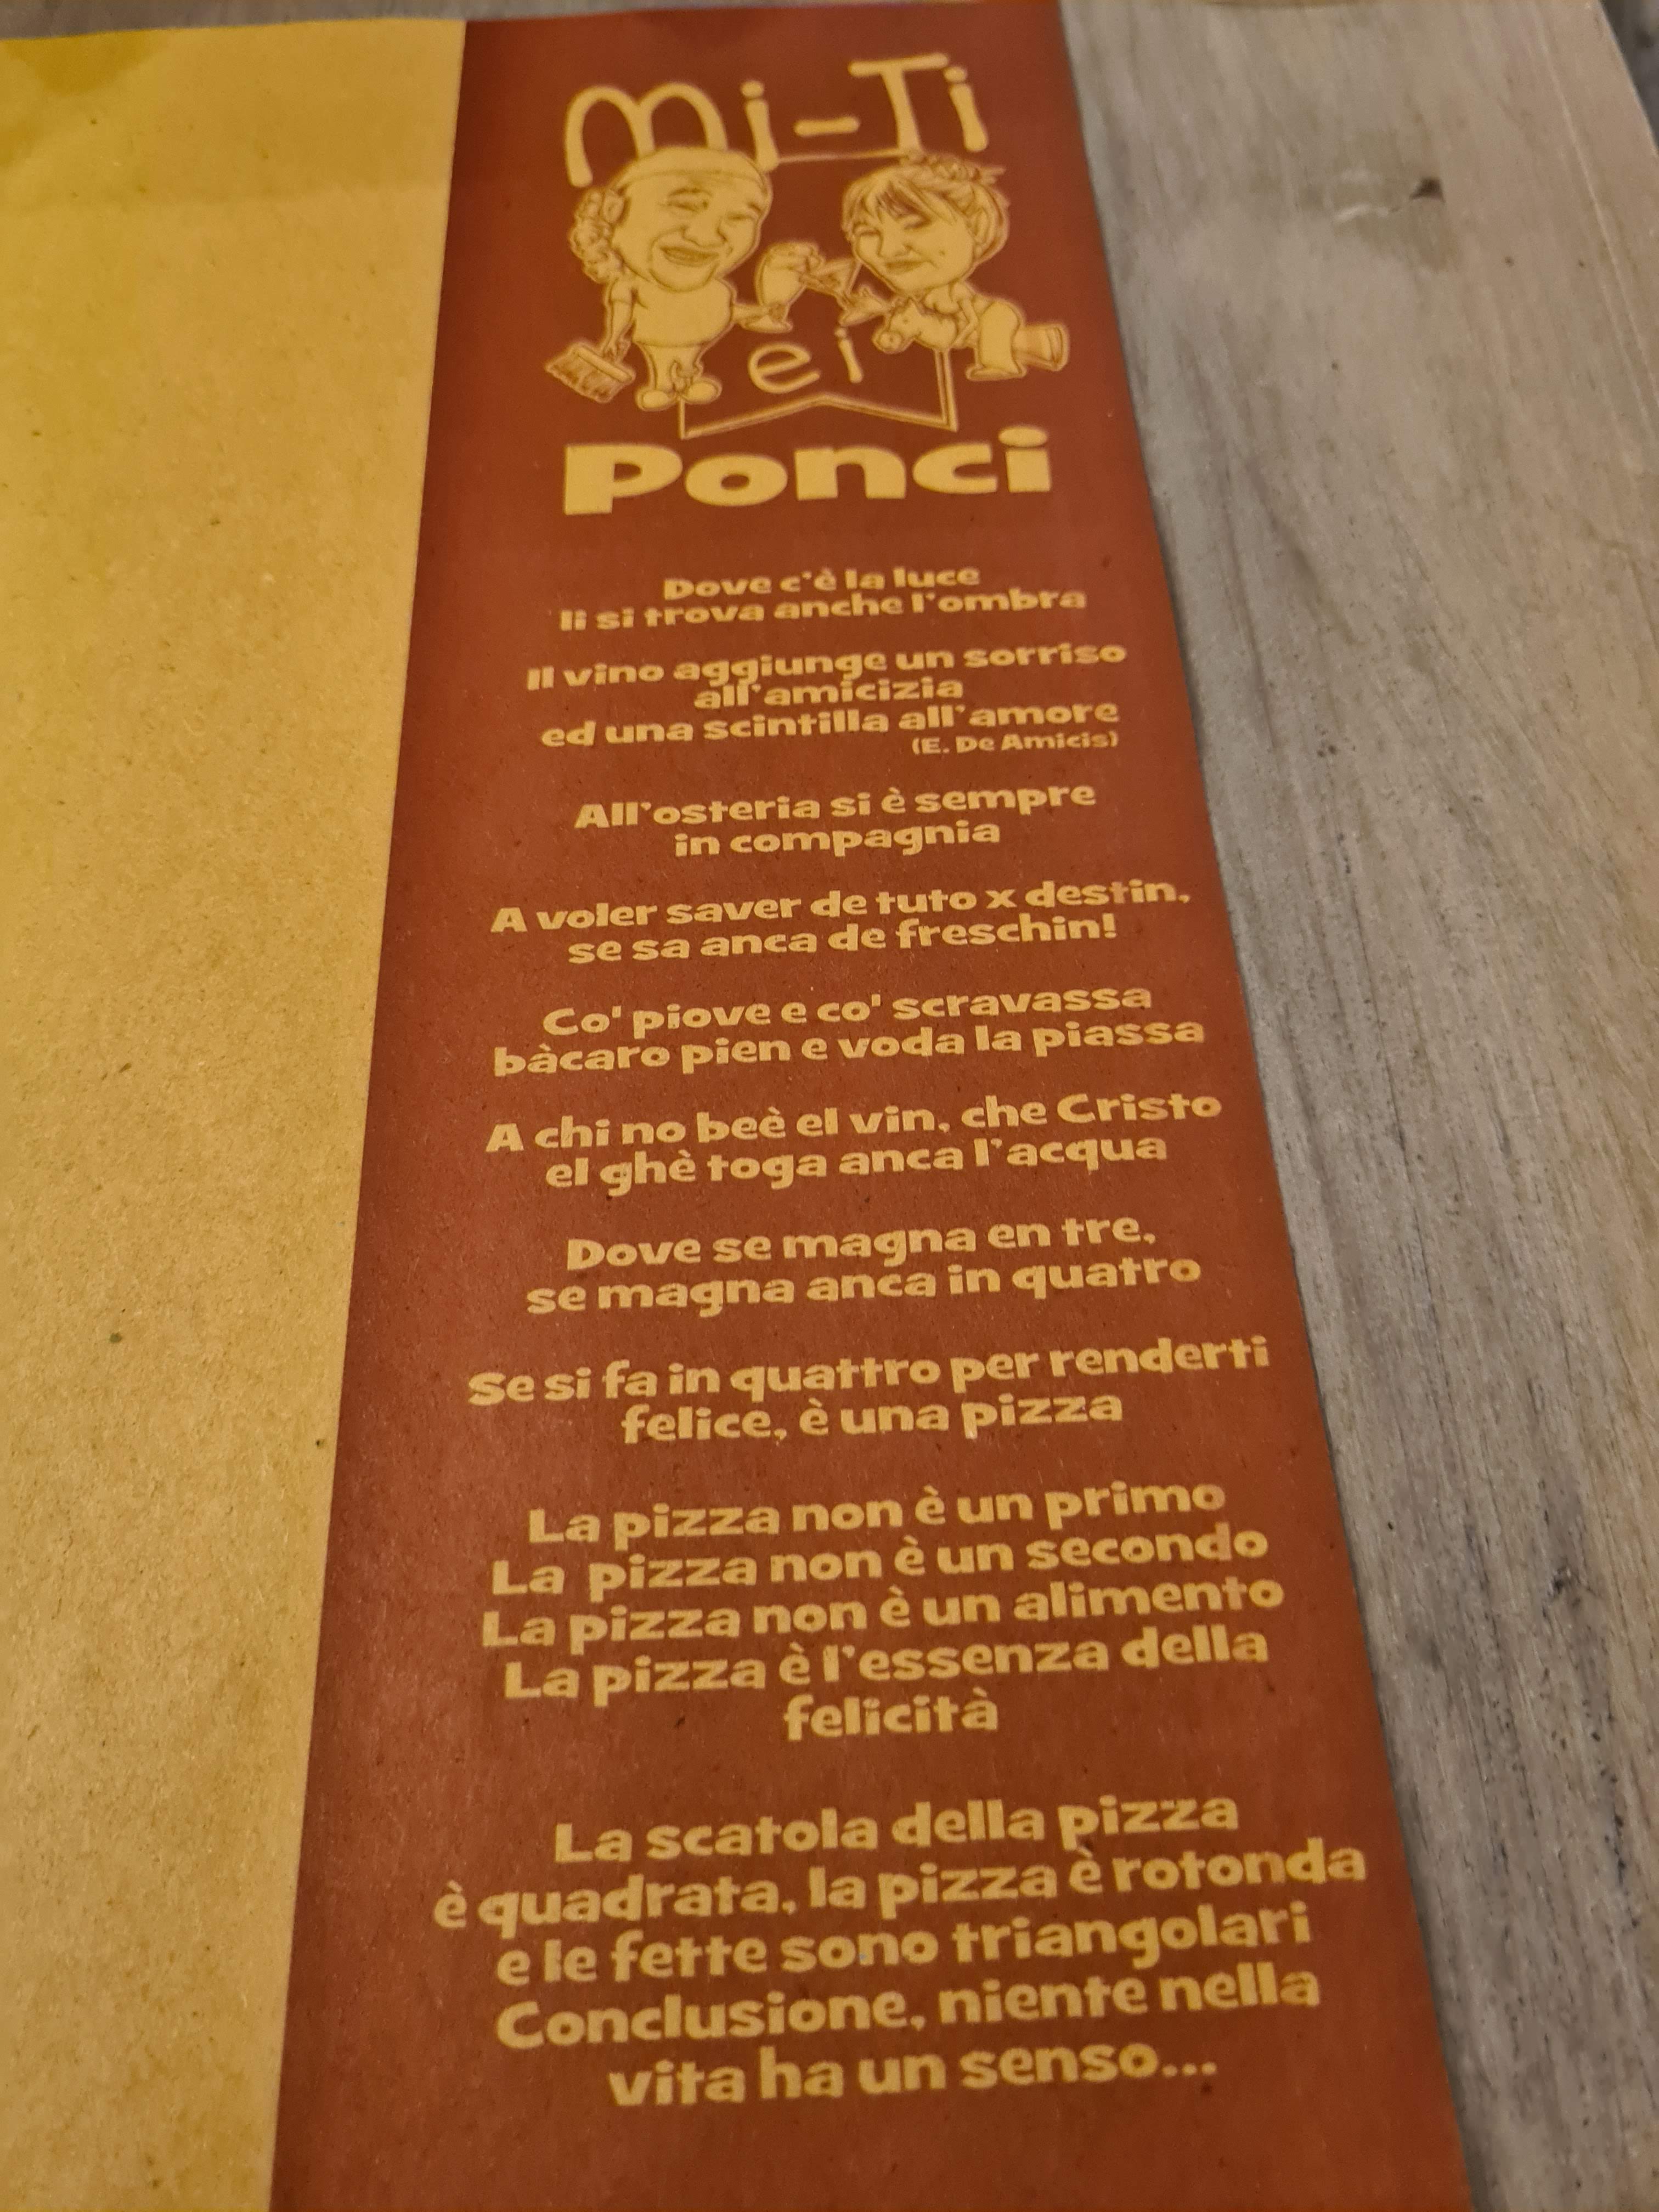 Mi-Ti
e i
Ponci
Dove c'è la luce
li si trova anche l'ombra
Il vino aggiunge un sorriso
all'amicizia
ed una scintilla all'amore
(E. De Amicis)
All'osteria si è sempre
in compagnia
A voler saver de tuto x destin,
se sa anca de freschin!
Co' piove e co' scravassa
bàcaro pien e voda la piassa
A chi no beè el vin, che Cristo
el ghè toga anca l'acqua
Dove se magna en tre,
se magna anca in quatro
Se si fa in quattro per renderti
felice, è una pizza
La pizza non è un primo
La pizza non è un secondo
La pizza non è un alimento
La pizza è l'essenza della
felicità
La scatola della pizza
è quadrata, la pizza è rotonda
e le fette sono triangolari
Conclusione, niente nella
vita ha un senso...